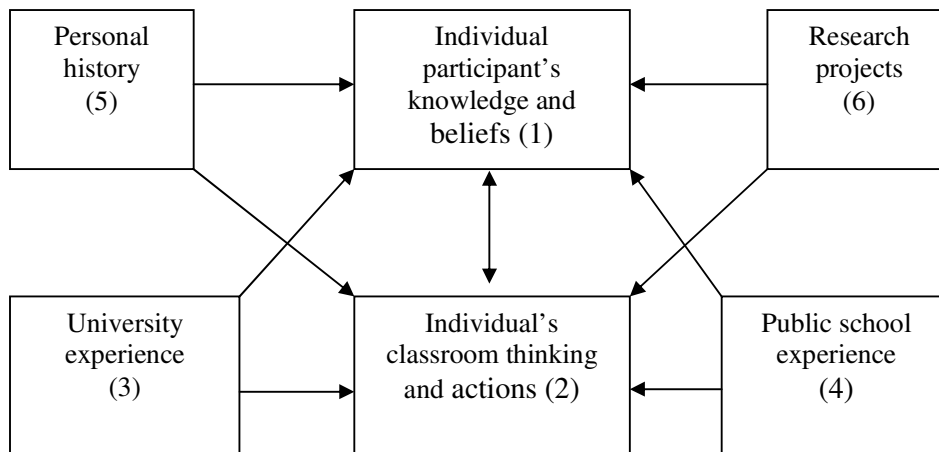 Personal
history
(5)
Individual
participant's
knowledge and
beliefs (1)
Research
projects
(6)
University
experience
(3)
Individual's
classroom thinking
and actions (2)
Public school
experience
(4)